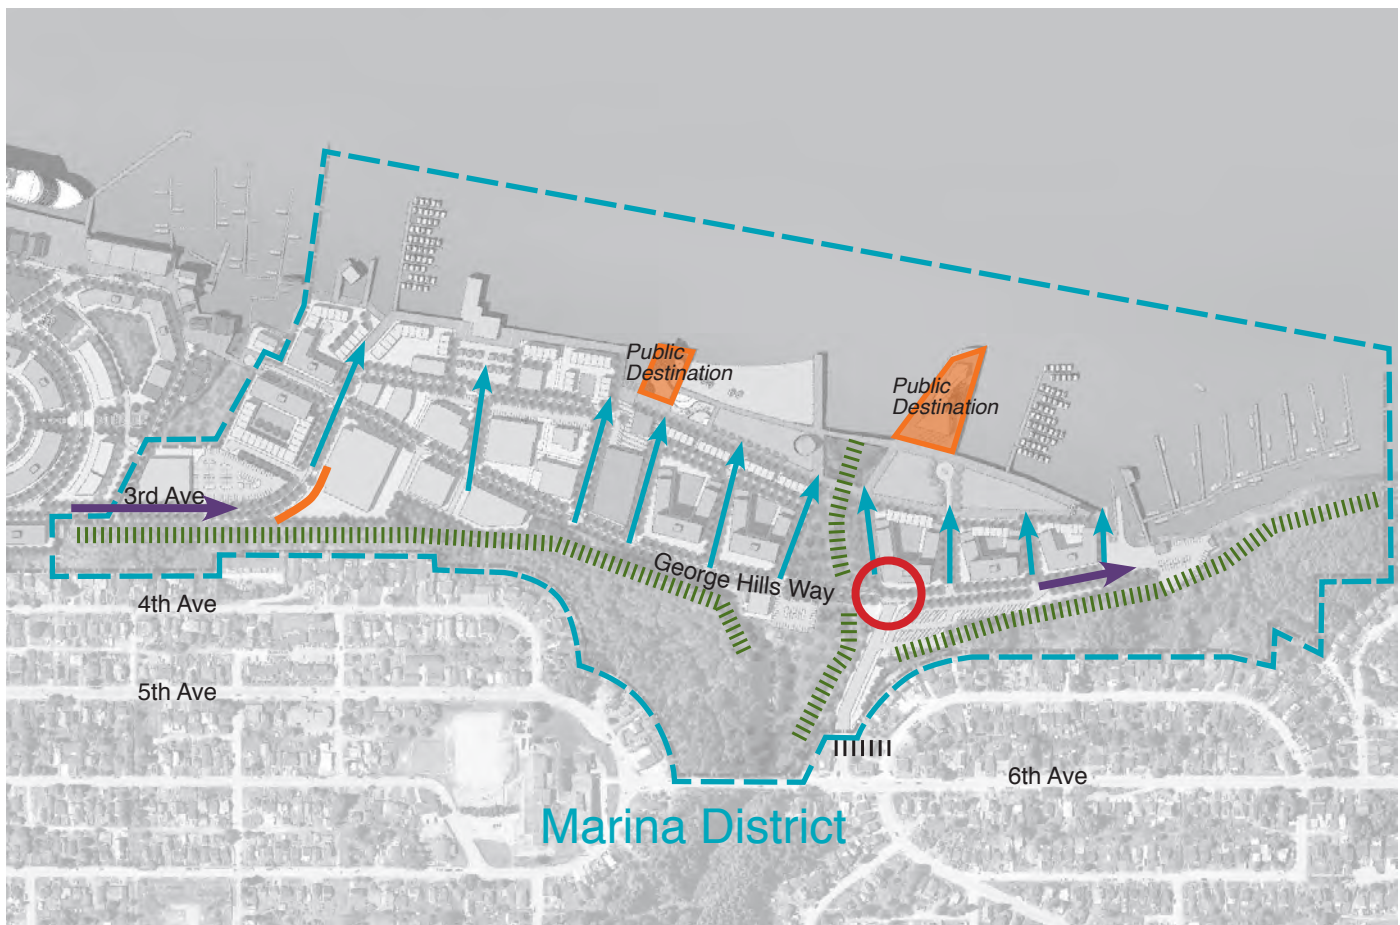 Public
Destination
Public
Destination
3rd Ave
George Hills Way
4th Ave
5th Ave
6th Ave
Marina District